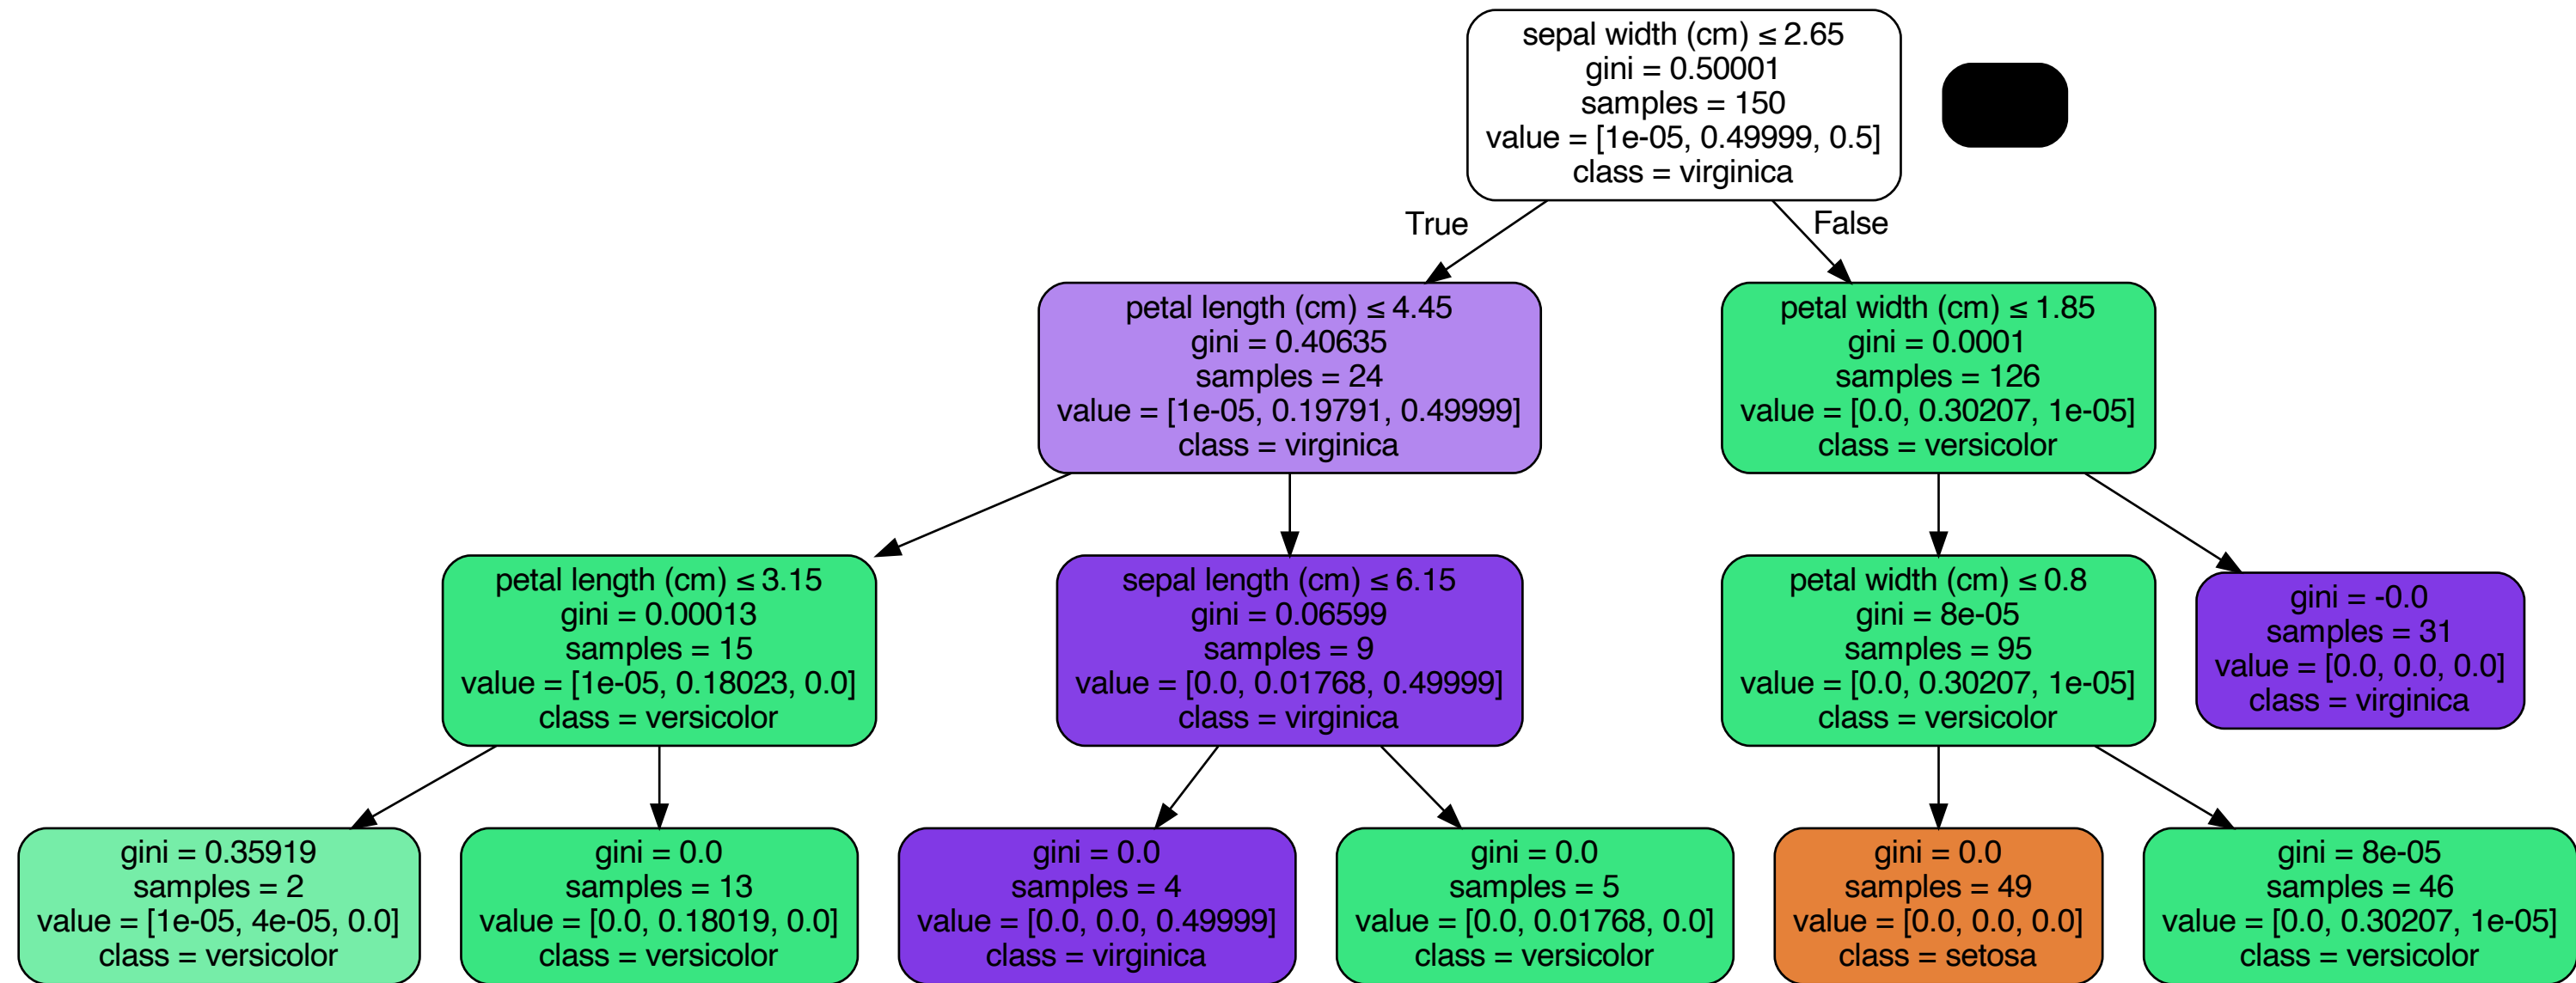 sepal width (cm) ≤ 2.65
gini = 0.50001
samples = 150
value = [1e-05, 0.49999, 0.5]
class = virginica
True
False
petal length (cm) ≤ 4.45
gini = 0.40635
samples = 24
value = [1e-05, 0.19791, 0.49999]
class = virginica
petal width (cm) ≤ 1.85
gini = 0.0001
samples = 126
value = [0.0, 0.30207, 1e-05]
class = versicolor
petal length (cm) ≤ 3.15
gini = 0.00013
samples = 15
value = [1e-05, 0.18023, 0.0]
class = versicolor
sepal length (cm) ≤ 6.15
gini = 0.06599
samples = 9
value = [0.0, 0.01768, 0.49999]
class = virginica
petal width (cm) ≤ 0.8
gini = 8e-05
samples = 95
value = [0.0, 0.30207, 1e-05]
class = versicolor
gini = -0.0
samples = 31
value = [0.0, 0.0, 0.0]
class = virginica
gini = 0.35919
samples = 2
value = [1e-05, 4e-05, 0.0]
class = versicolor
gini = 0.0
samples = 13
value = [0.0, 0.18019, 0.0]
class = versicolor
gini = 0.0
samples = 4
value = [0.0, 0.0, 0.49999]
class = virginica
gini = 0.0
samples = 5
value = [0.0, 0.01768, 0.0]
class = versicolor
gini = 0.0
samples = 49
value = [0.0, 0.0, 0.0]
class = setosa
gini = 8e-05
samples = 46
value = [0.0, 0.30207, 1e-05]
class = versicolor